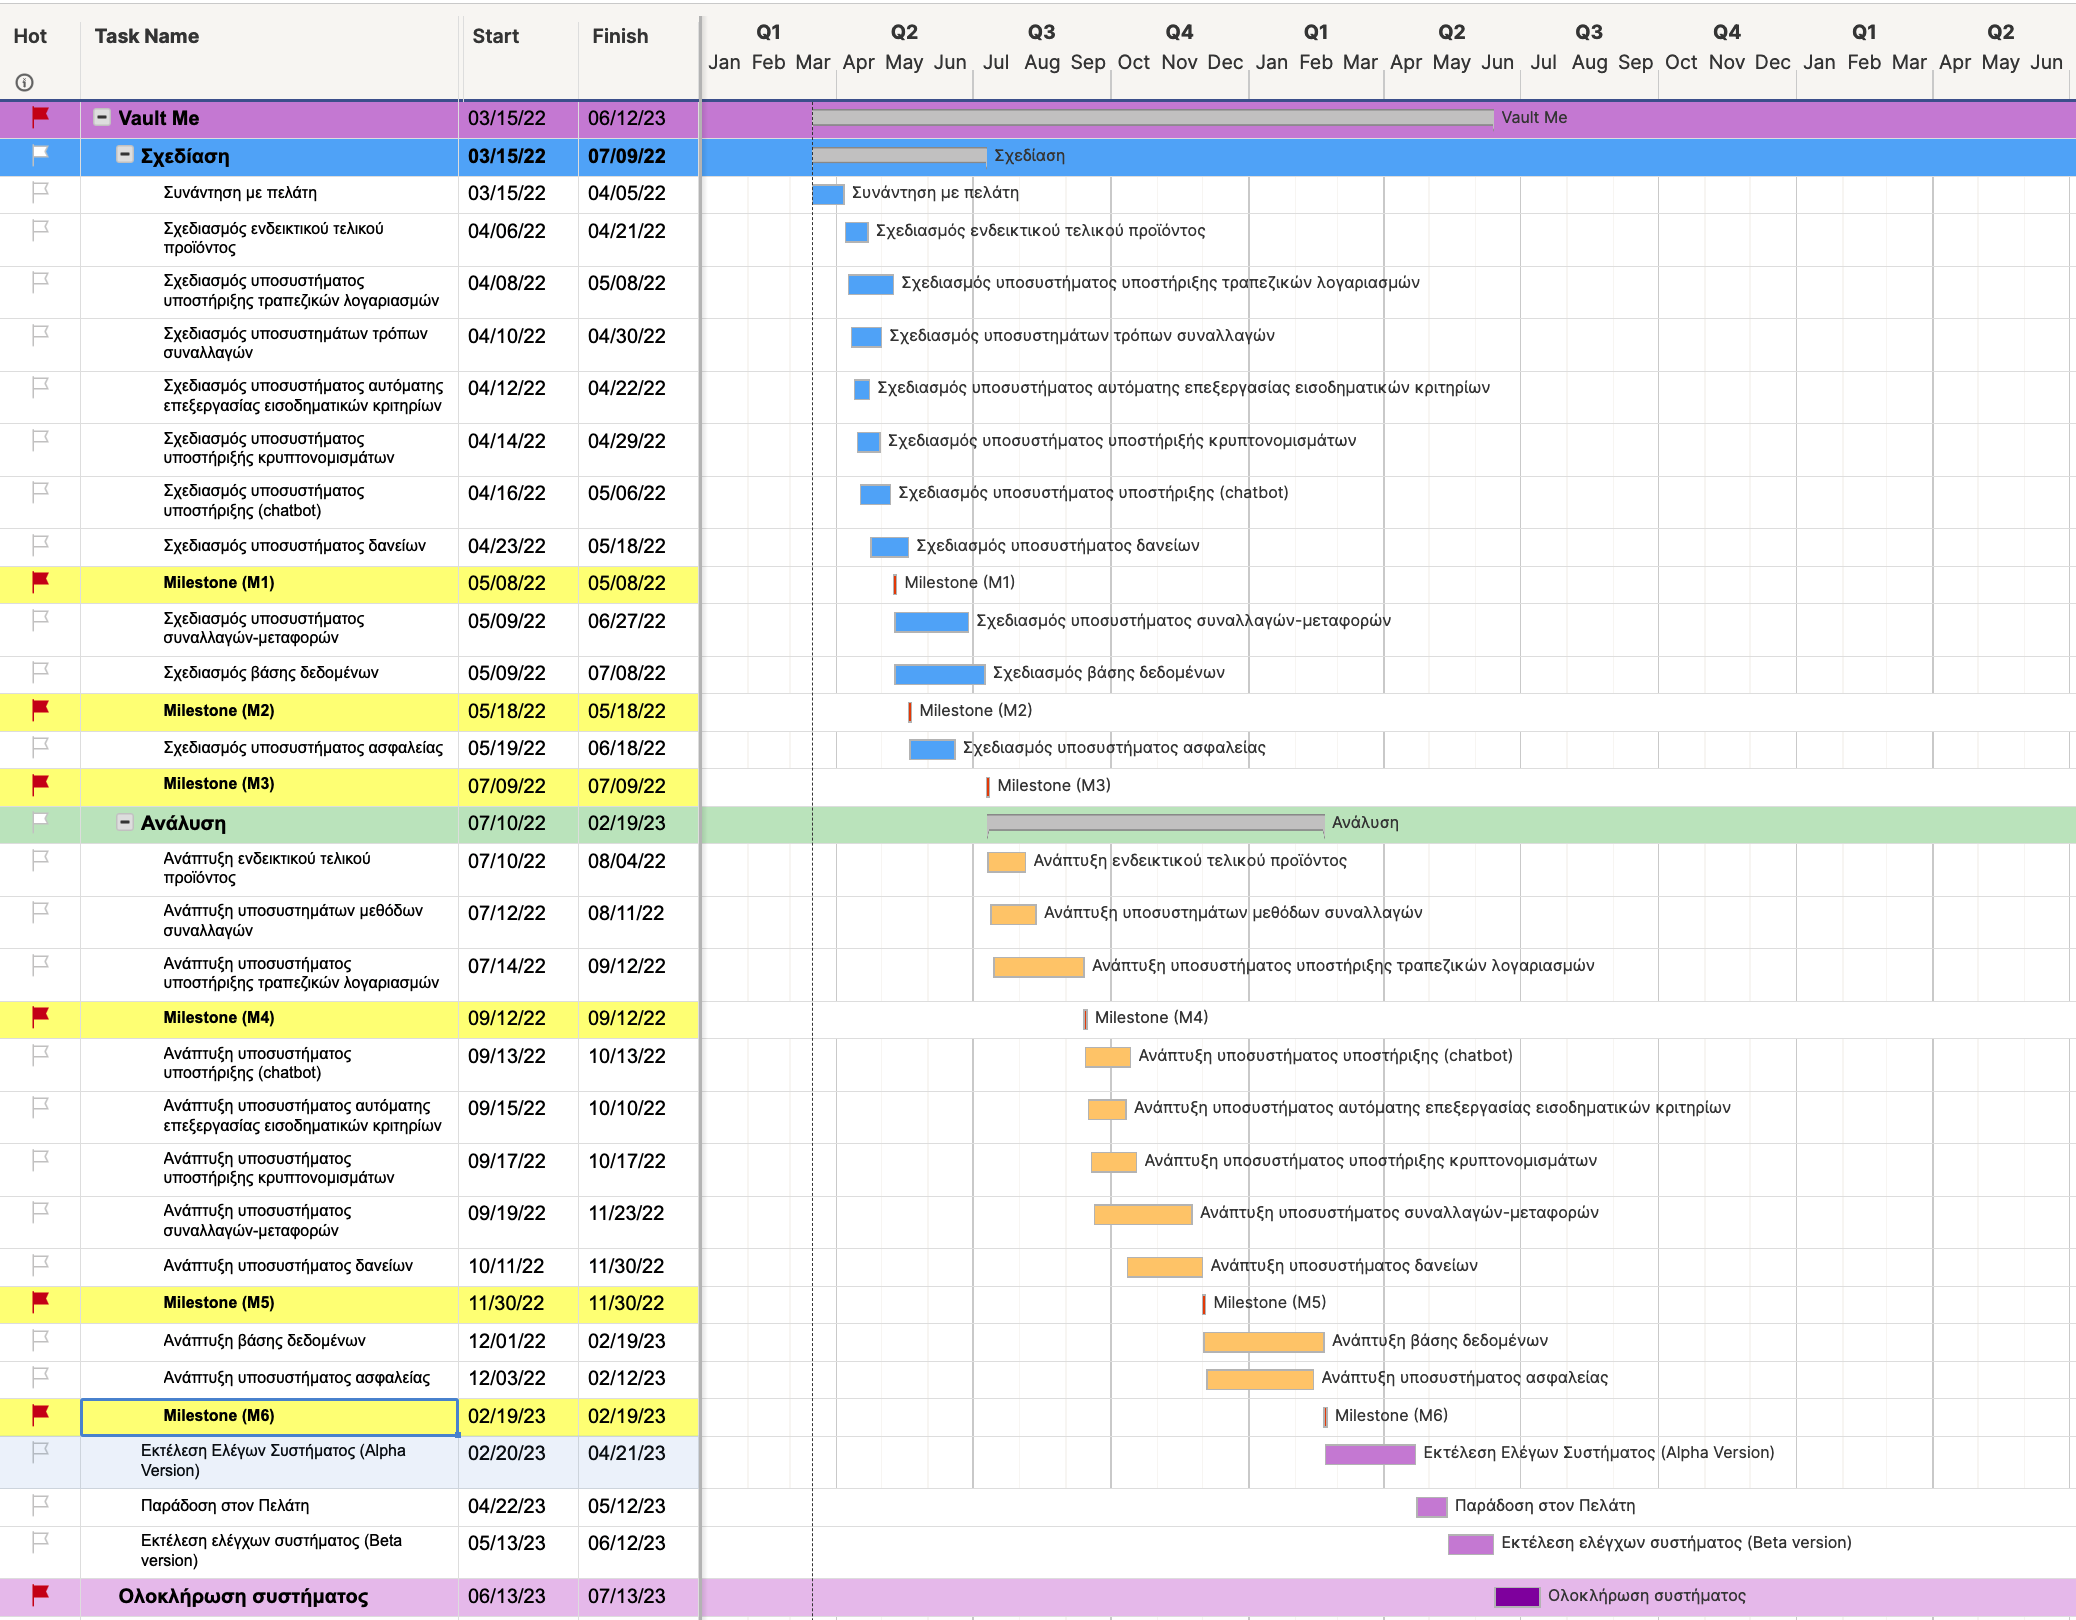 Hot Task Name Start Finish Q1 Q2 Q3 Q4 Q1 Q2 Q3 Q4 Q1 Q2
Jan Feb Mar Apr May Jun Jul Aug Sep Oct Nov Dec Jan Feb Mar Apr May Jun Jul Aug Sep Oct Nov Dec Jan Feb Mar Apr May Jun
Vault Me 03/15/22 06/12/23 Vault Me
Σχεδίαση 03/15/22 07/09/22 Σχεδίαση
Συνάντηση με πελάτη 03/15/22 04/05/22 Συνάντηση με πελάτη
Σχεδιασμός ενδεικτικού τελικού
προϊόντος
04/06/22 04/21/22 Σχεδιασμός ενδεικτικού τελικού προϊόντος
Σχεδιασμός υποσυστήματος
υποστήριξης τραπεζικών λογαριασμών
04/08/22 05/08/22 Σχεδιασμός υποσυστήματος υποστήριξης τραπεζικών λογαριασμών
Σχεδιασμός υποσυστημάτων τρόπων
συναλλαγών
04/10/22 04/30/22 Σχεδιασμός υποσυστημάτων τρόπων συναλλαγών
Σχεδιασμός υποσυστήματος αυτόματης
επεξεργασίας εισοδηματικών κριτηρίων
04/12/22 04/22/22 Σχεδιασμός υποσυστήματος αυτόματης επεξεργασίας εισοδηματικών κριτηρίων
Σχεδιασμός υποσυστήματος
υποστήριξής κρυπτονομισμάτων
04/14/22 04/29/22 Σχεδιασμός υποσυστήματος υποστήριξής κρυπτονομισμάτων
Σχεδιασμός υποσυστήματος
υποστήριξης (chatbot)
04/16/22 05/06/22 Σχεδιασμός υποσυστήματος υποστήριξης (chatbot)
Σχεδιασμός υποσυστήματος δανείων 04/23/22 05/18/22 Σχεδιασμός υποσυστήματος δανείων
Milestone (M1) 05/08/22 05/08/22 Milestone (M1)
Σχεδιασμός υποσυστήματος
συναλλαγών-μεταφορών
05/09/22 06/27/22 Σχεδιασμός υποσυστήματος συναλλαγών-μεταφορών
Σχεδιασμός βάσης δεδομένων 05/09/22 07/08/22 Σχεδιασμός βάσης δεδομένων
Milestone (M2) 05/18/22 05/18/22 Milestone (M2)
Σχεδιασμός υποσυστήματος ασφαλείας 05/19/22 06/18/22 Σχεδιασμός υποσυστήματος ασφαλείας
Milestone (M3) 07/09/22 07/09/22 Milestone (M3)
Ανάλυση 07/10/22 02/19/23 Ανάλυση
Ανάπτυξη ενδεικτικού τελικού
προϊόντος
07/10/22 08/04/22 Ανάπτυξη ενδεικτικού τελικού προϊόντος
Ανάπτυξη υποσυστημάτων μεθόδων
συναλλαγών
07/12/22 08/11/22 Ανάπτυξη υποσυστημάτων μεθόδων συναλλαγών
Ανάπτυξη υποσυστήματος
υποστήριξης τραπεζικών λογαριασμών
07/14/22 09/12/22 Ανάπτυξη υποσυστήματος υποστήριξης τραπεζικών λογαριασμών
Milestone (M4) 09/12/22 09/12/22 Milestone (M4)
Ανάπτυξη υποσυστήματος
υποστήριξης (chatbot)
09/13/22 10/13/22 Ανάπτυξη υποσυστήματος υποστήριξης (chatbot)
Ανάπτυξη υποσυστήματος αυτόματης
επεξεργασίας εισοδηματικών κριτηρίων
09/15/22 10/10/22 Ανάπτυξη υποσυστήματος αυτόματης επεξεργασίας εισοδηματικών κριτηρίων
Ανάπτυξη υποσυστήματος
υποστήριξης κρυπτονομισμάτων
09/17/22 10/17/22 Ανάπτυξη υποσυστήματος υποστήριξης κρυπτονομισμάτων
Ανάπτυξη υποσυστήματος
συναλλαγών-μεταφορών
09/19/22 11/23/22 Ανάπτυξη υποσυστήματος συναλλαγών-μεταφορών
Ανάπτυξη υποσυστήματος δανείων 10/11/22 11/30/22 Ανάπτυξη υποσυστήματος δανείων
Milestone (M5) 11/30/22 11/30/22 Milestone (M5)
Ανάπτυξη βάσης δεδομένων 12/01/22 02/19/23 Ανάπτυξη βάσης δεδομένων
Ανάπτυξη υποσυστήματος ασφαλείας 12/03/22 02/12/23 Ανάπτυξη υποσυστήματος ασφαλείας
Milestone (M6) 02/19/23 02/19/23 Milestone (M6)
Εκτέλεση Ελέγων Συστήματος (Alpha
Version)
02/20/23 04/21/23 Εκτέλεση Ελέγων Συστήματος (Alpha Version)
Παράδοση στον Πελάτη 04/22/23 05/12/23 Παράδοση στον Πελάτη
Εκτέλεση ελέγχων συστήματος (Beta
version)
05/13/23 06/12/23 Εκτέλεση ελέγχων συστήματος (Beta version)
Ολοκλήρωση συστήματος 06/13/23 07/13/23 Ολοκλήρωση συστήματος